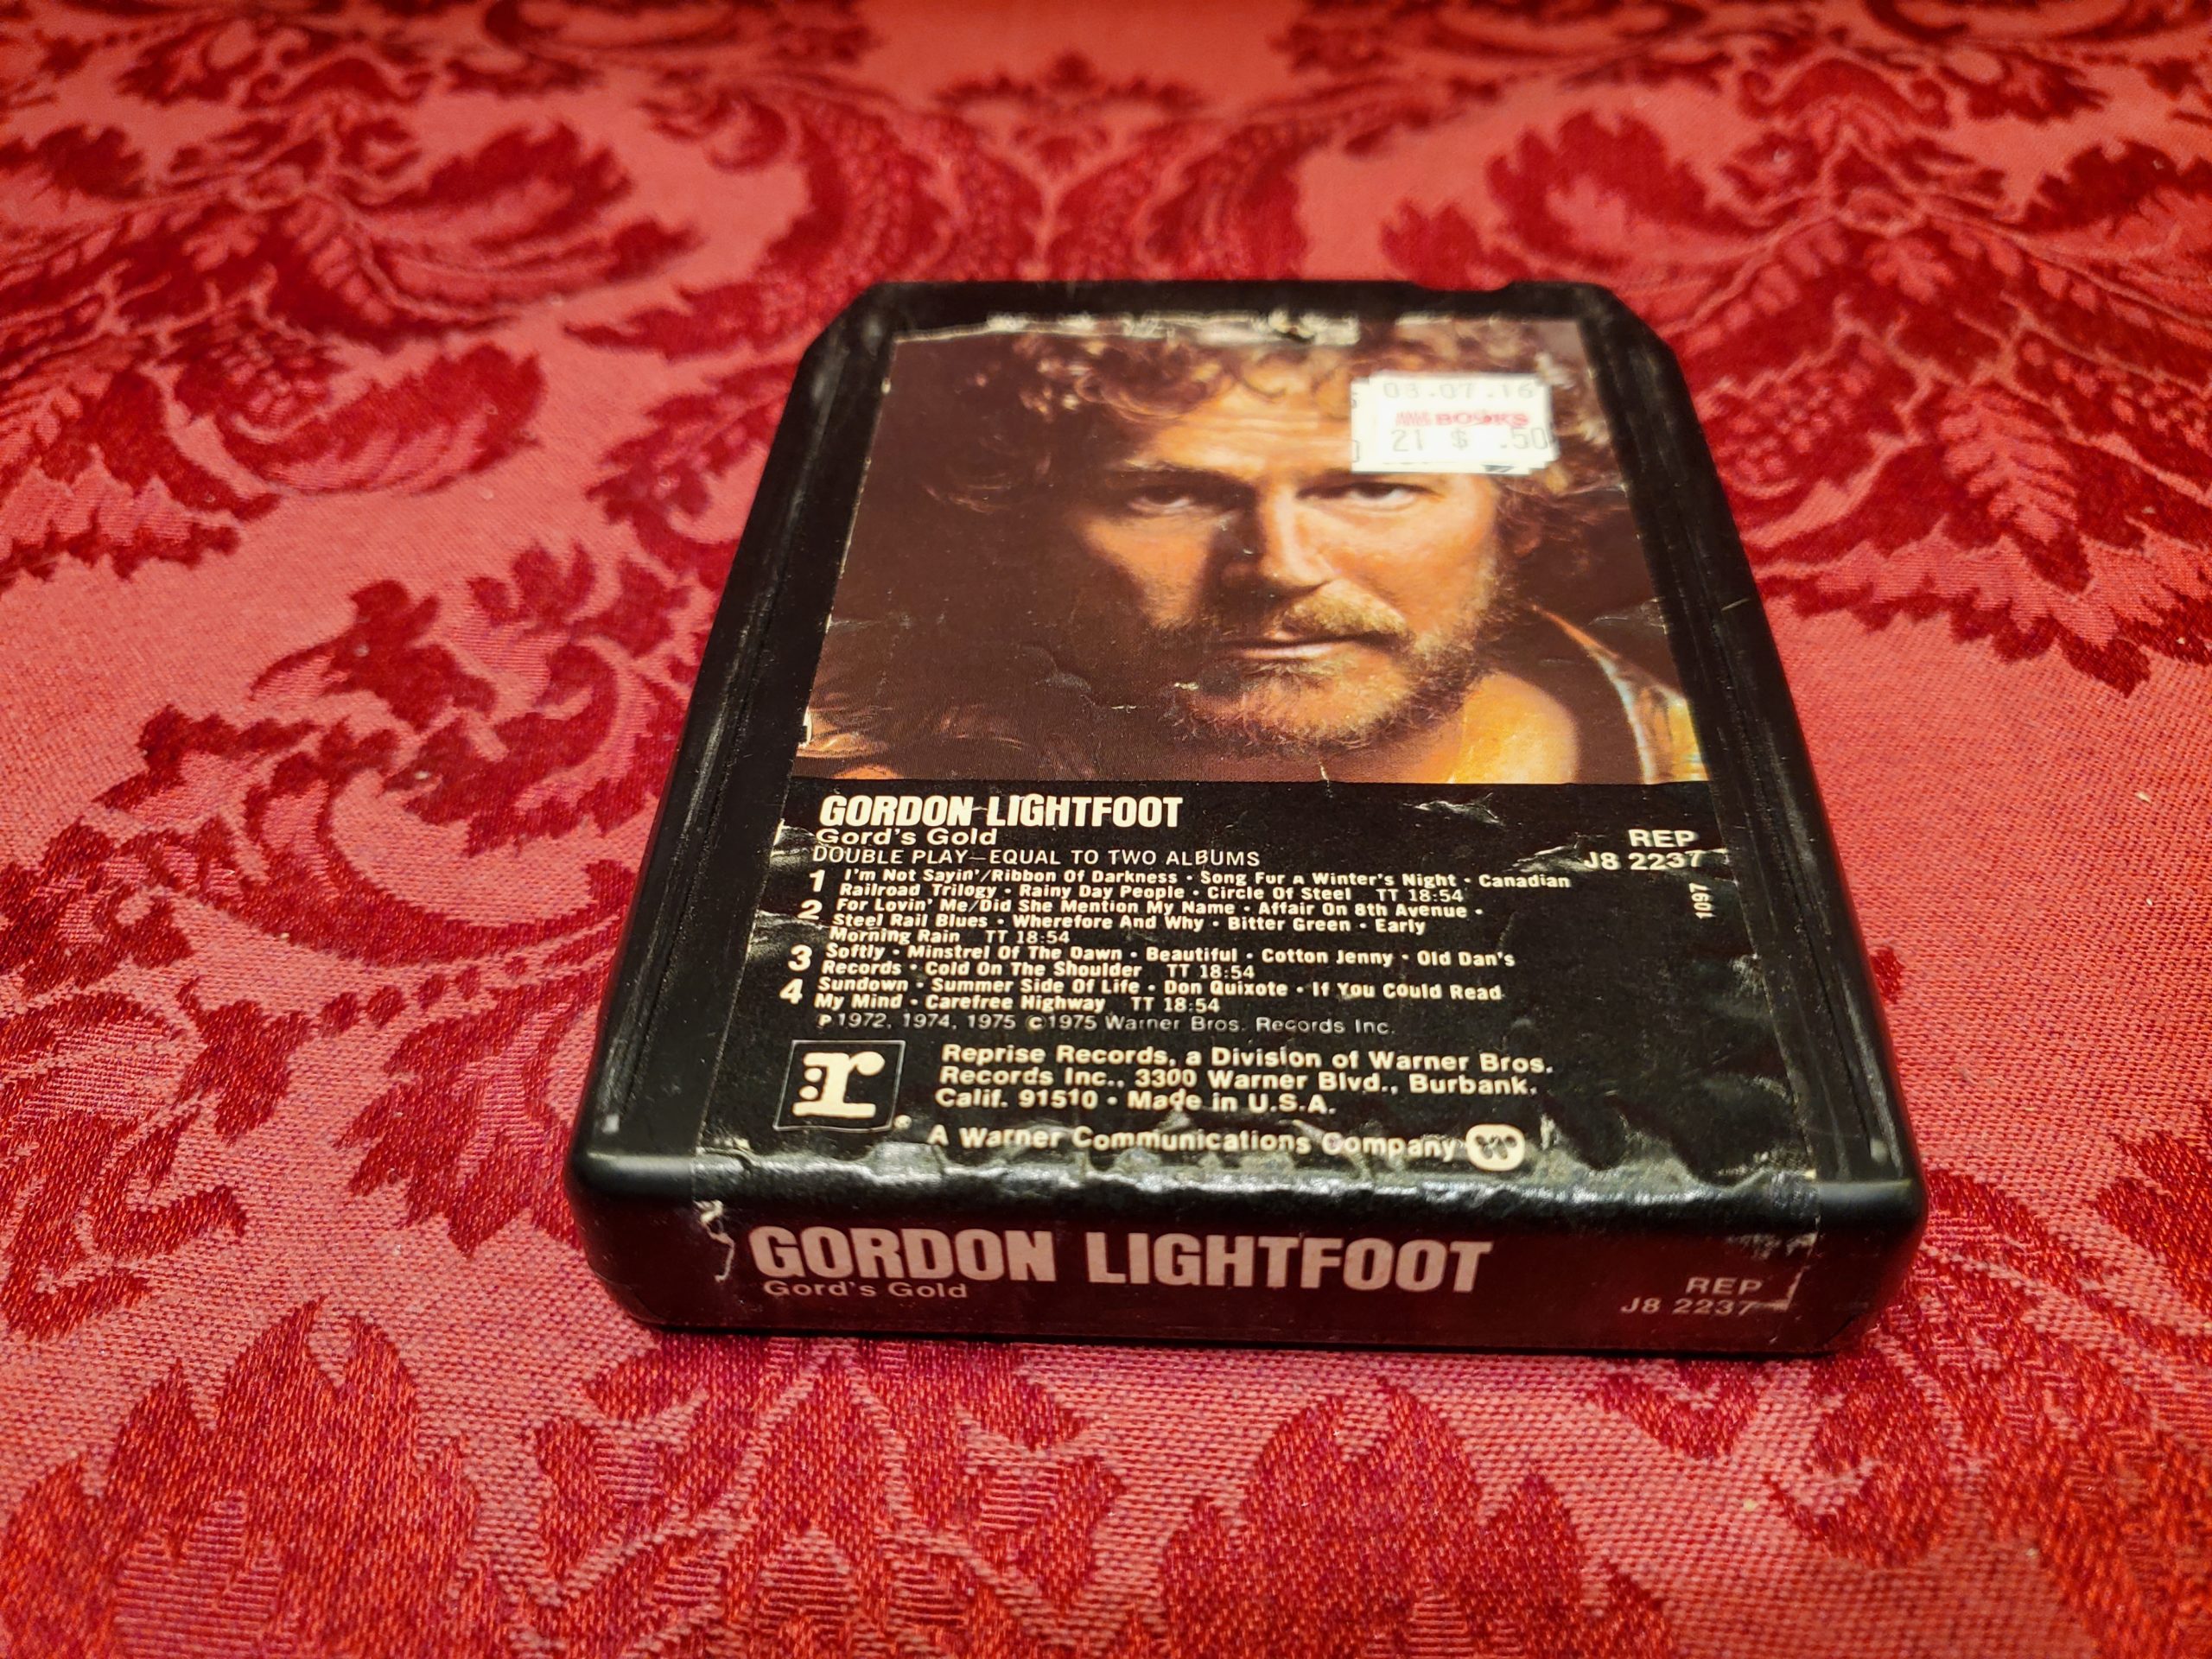 03.07.16
BOOKS
21 $ .50
GORDON LIGHTFOOT
Gord's Gold
DOUBLE PLAY—EQUAL TO TWO ALBUMS
REP
J8 2237
1097
1 I'm Not Sayin'/Ribbon Of Darkness • Song For A Winter's Night • Canadian
Railroad Trilogy • Rainy Day People • Circle Of Steel TT 18:54
2 For Lovin' Me/Did She Mention My Name • Affair On 8th Avenue •
Steel Rail Blues • Wherefore And Why • Bitter Green • Early
Morning Rain TT 18:54
3 Softly • Minstrel Of The Dawn • Beautiful • Cotton Jenny • Old Dan's
Records • Cold On The Shoulder TT 18:54
4 Sundown • Summer Side Of Life • Don Quixote • If You Could Read
My Mind • Carefree Highway TT 18:54
℗ 1972, 1974, 1975 © 1975 Warner Bros. Records Inc.
r
Reprise Records, a Division of Warner Bros.
Records Inc., 3300 Warner Blvd., Burbank,
Calif. 91510 • Made in U.S.A.
A Warner Communications Company
GORDON LIGHTFOOT
Gord's Gold
REP
J8 2237